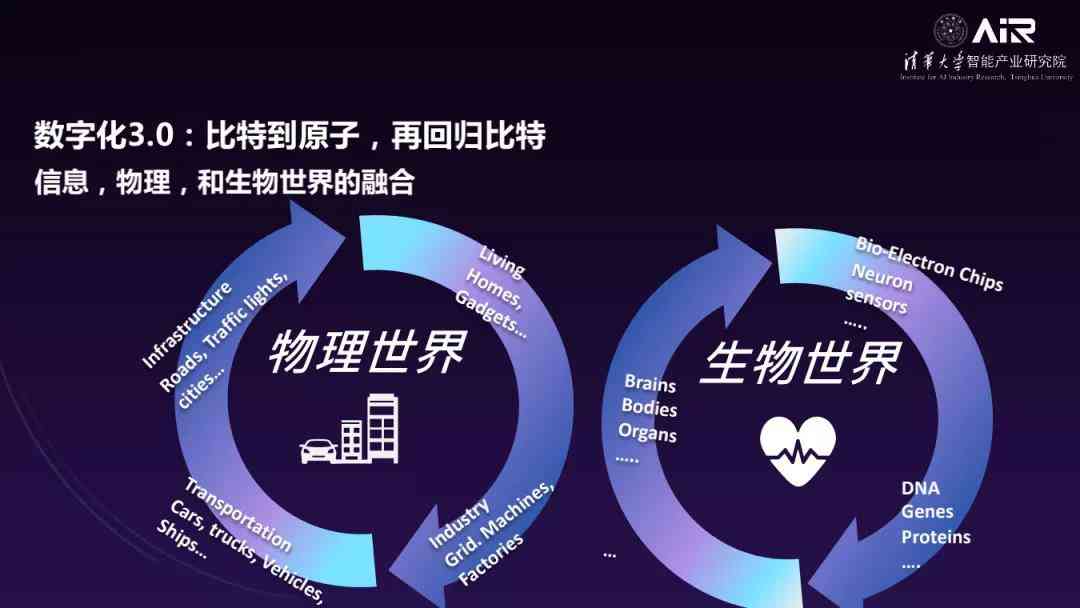 AIR
清华大学智能产业研究院
Institute for AI Industry Research, Tsinghua University
数字化3.0：比特到原子，再回归比特
信息，物理，和生物世界的融合
Infrastructure
Roads, Traffic lights,
cities...
Living
Homes,
Gadgets...
物理世界
Transportation
Cars, trucks, Vehicles,
Ships...
Industry
Grid. Machines,
Factories
Bio-Electron Chips
Neuron
sensors
.....
生物世界
Brains
Bodies
Organs
.....
DNA
Genes
Proteins
....
...